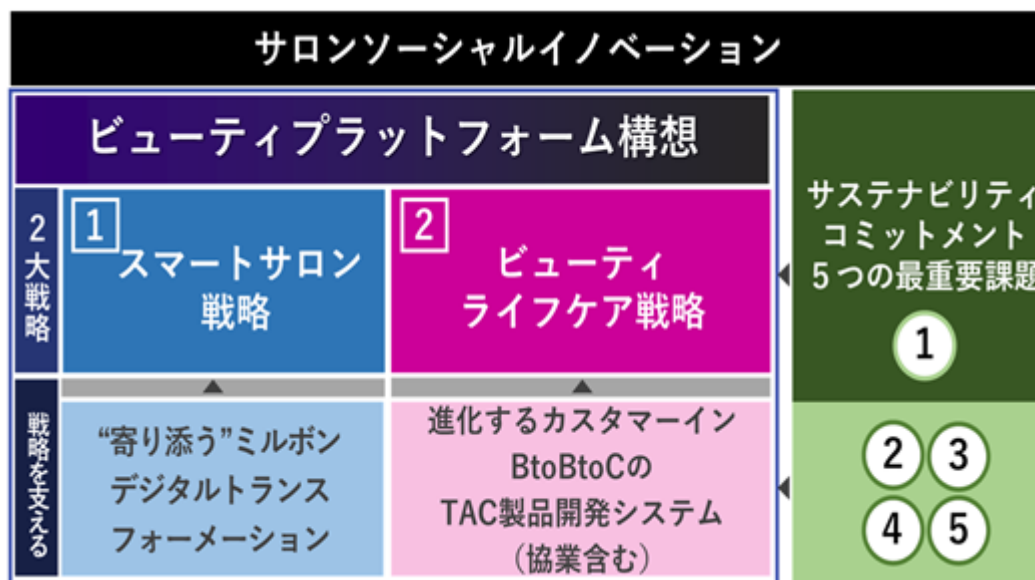 サロンソーシャルイノベーション
ビューティプラットフォーム構想
2大戦略
1
スマートサロン
戦略
2
ビューティ
ライフケア戦略
戦略を支える
“寄り添う”ミルボン
デジタルトランス
フォーメーション
進化するカスタマーイン
BtoBtoCの
TAC製品開発システム
（協業含む）
サステナビリティ
コミットメント
5つの最重要課題
1
2 3
4 5